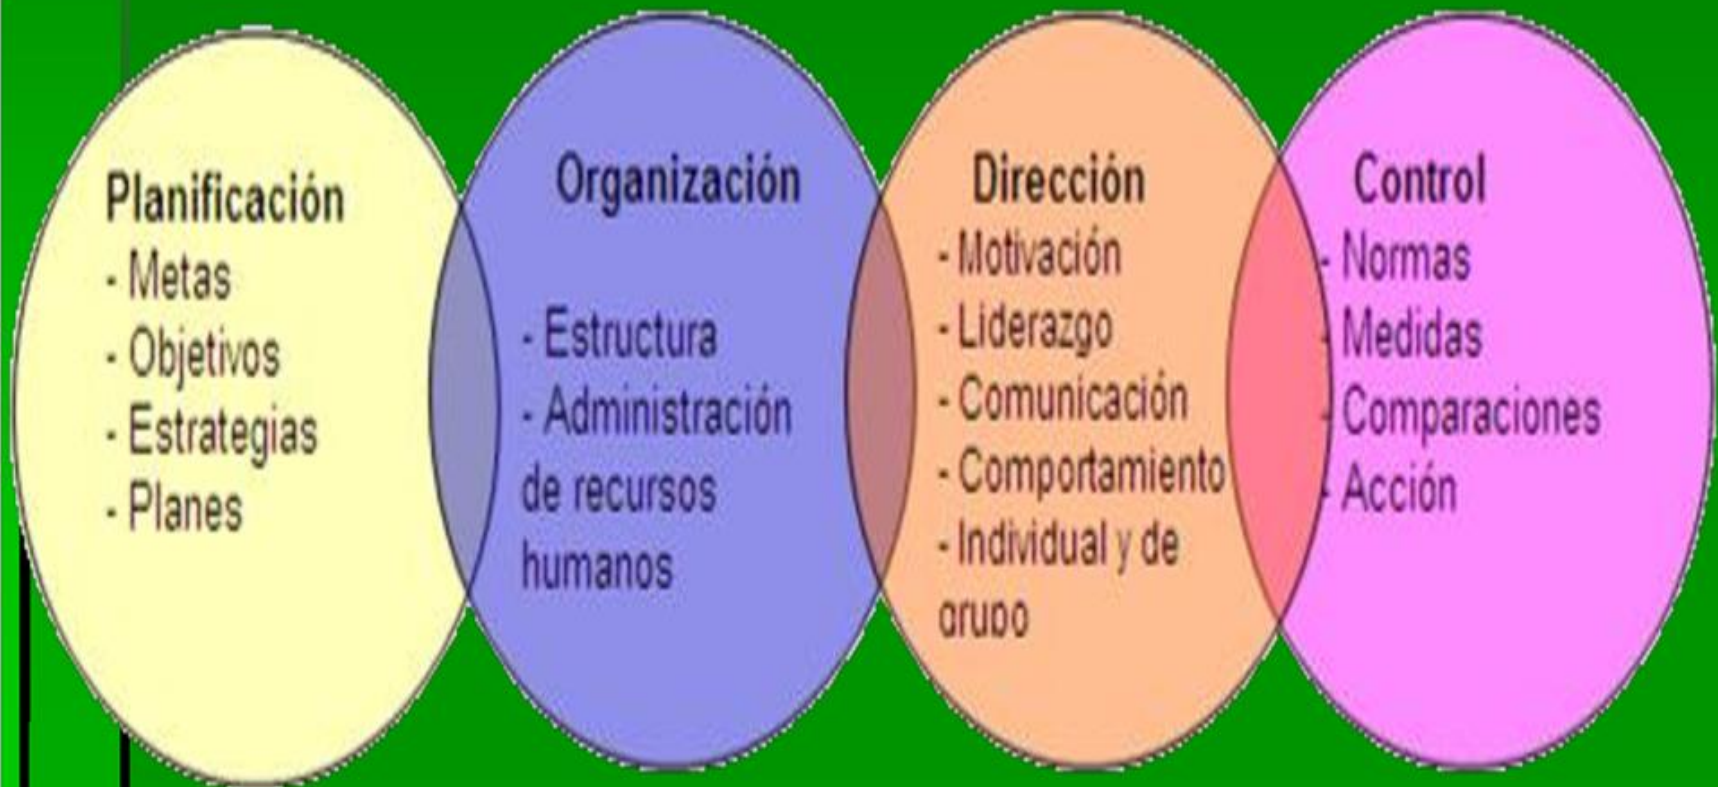 Planificación
- Metas
- Objetivos
- Estrategias
- Planes
Organización
- Estructura
- Administración
de recursos
humanos
Dirección
- Motivación
- Liderazgo
- Comunicación
- Comportamiento
- Individual y de
grupo
Control
- Normas
- Medidas
- Comparaciones
- Acción